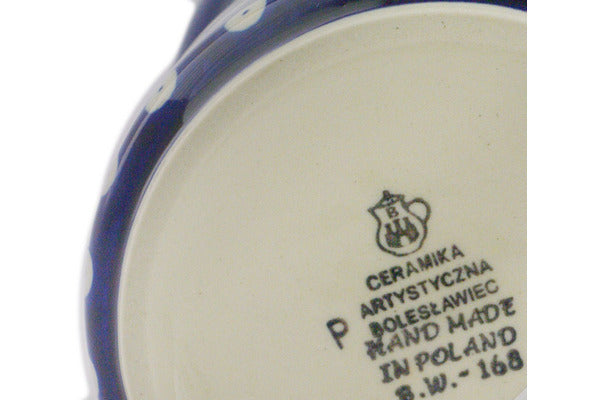 B
CERAMIKA
ARTYSTYCZNA
BOLESŁAWIEC
P HAND MADE
IN POLAND
B.W.-168